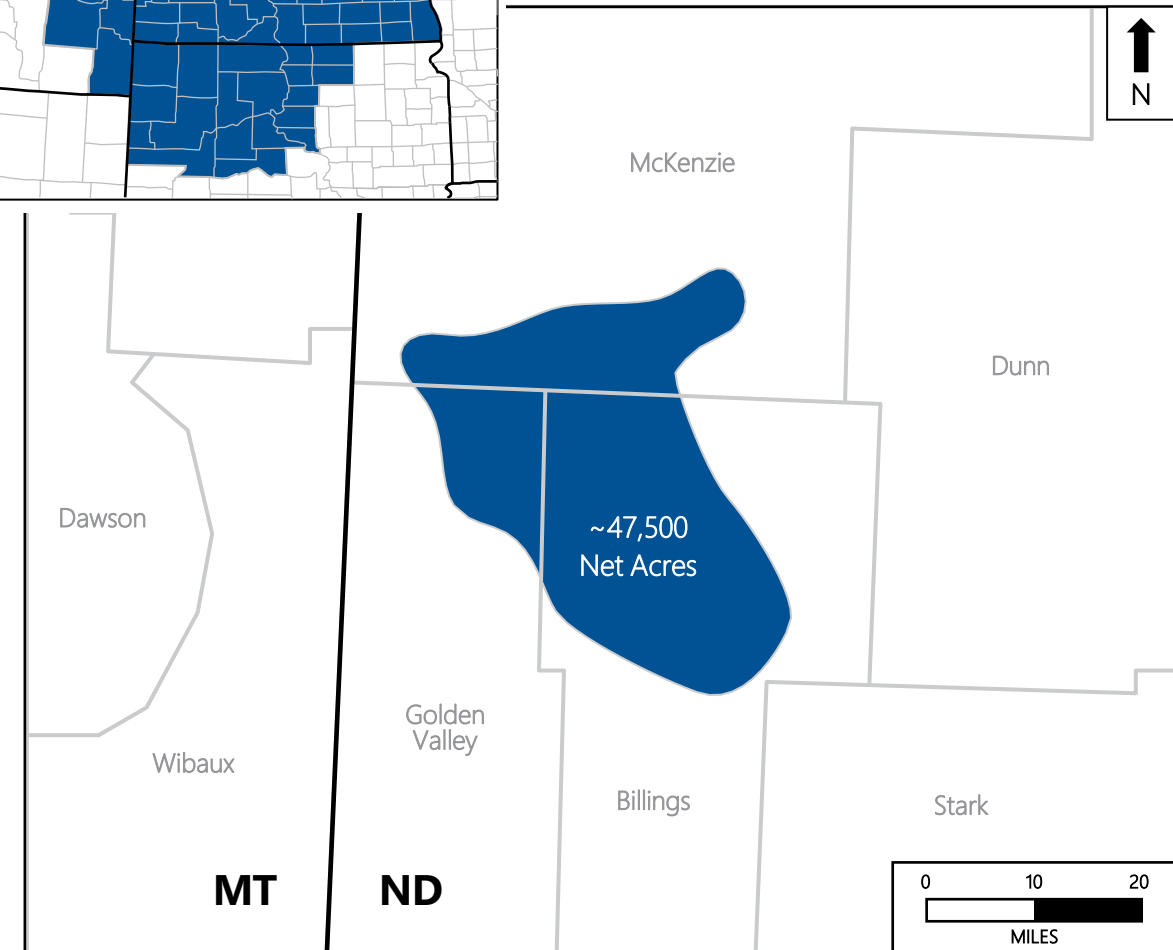 N
McKenzie
Dunn
Dawson
~47,500
Net Acres
Golden
Valley
Wibaux
Billings
Stark
MT
ND
0 10 20
MILES